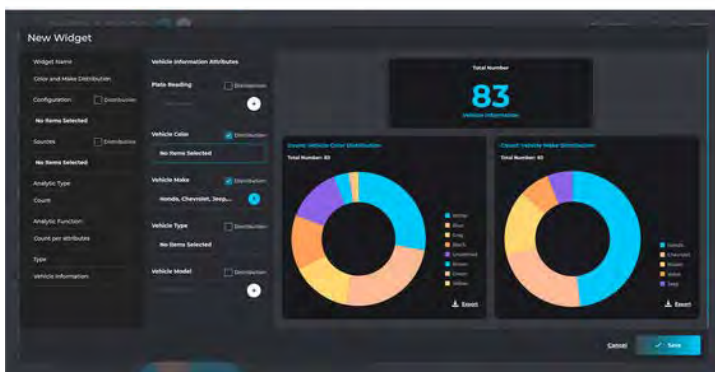 New Widget
Widget Name
Color and Make Distribution
Configuration
Distribution
No Items Selected
Sources
Distribution
No Items Selected
Analytic Type
Count
Analytic Function
Count per attributes
Type
Vehicle Information
Vehicle Information Attributes
Plate Reading
Distribution
Vehicle Color
Distribution
No Items Selected
Vehicle Make
Distribution
Honda, Chevrolet, Jeep,...
Vehicle Type
Distribution
No Items Selected
Vehicle Model
Distribution
Total Number
83
Vehicle Information
Count Vehicle Color Distribution
Total Number: 83
White
Blue
Gray
Black
Undefined
Brown
Green
Yellow
Export
Count Vehicle Make Distribution
Total Number: 83
Honda
Chevrolet
Nissan
Jeep
Export
Cancel
Save